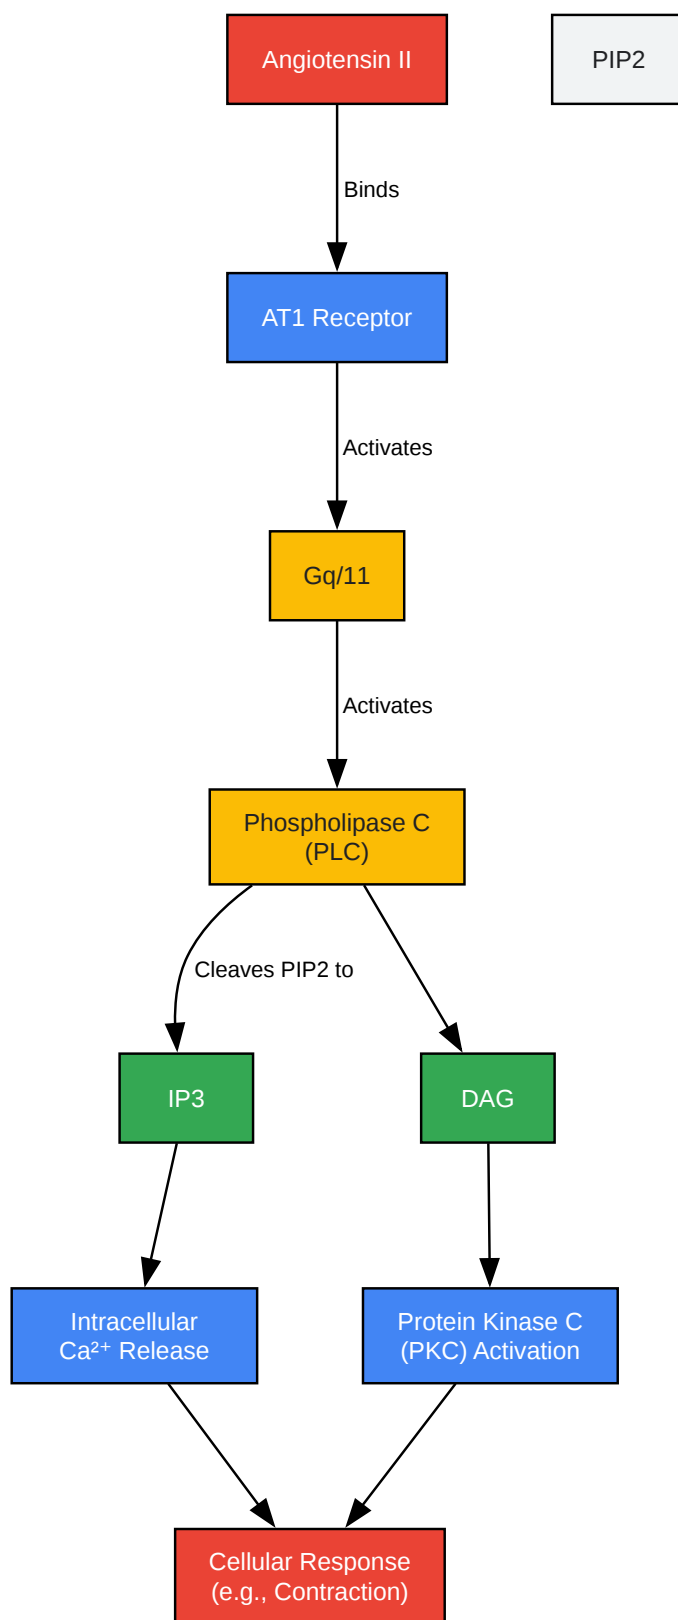 Angiotensin II
PIP2
Binds
AT1 Receptor
Activates
Gq/11
Activates
Phospholipase C
(PLC)
Cleaves PIP2 to
IP3
DAG
Intracellular
Ca²⁺ Release
Protein Kinase C
(PKC) Activation
Cellular Response
(e.g., Contraction)